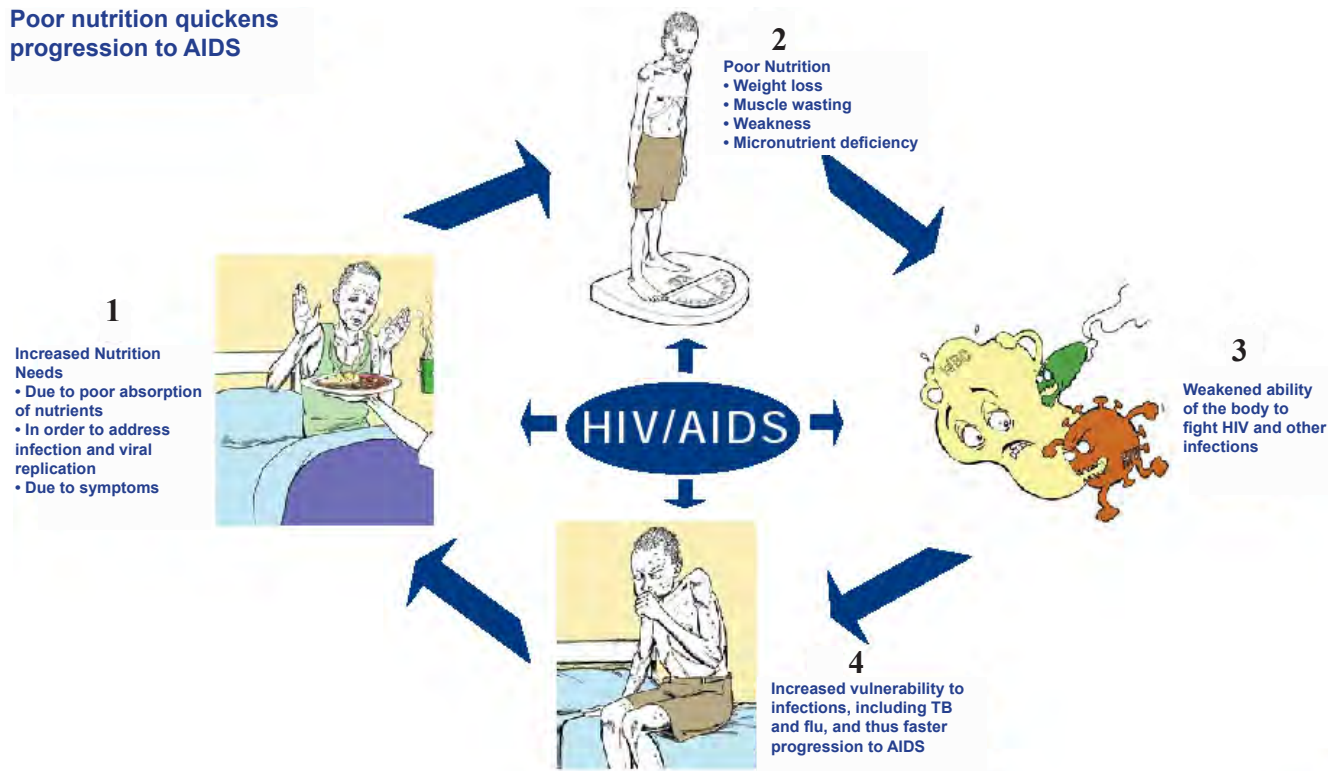 Poor nutrition quickens
progression to AIDS
1
Increased Nutrition
Needs
• Due to poor absorption
of nutrients
• In order to address
infection and viral
replication
• Due to symptoms
2
Poor Nutrition
• Weight loss
• Muscle wasting
• Weakness
• Micronutrient deficiency
WBC
3
Weakened ability
of the body to
fight HIV and other
infections
HIV/AIDS
4
Increased vulnerability to
infections, including TB
and flu, and thus faster
progression to AIDS